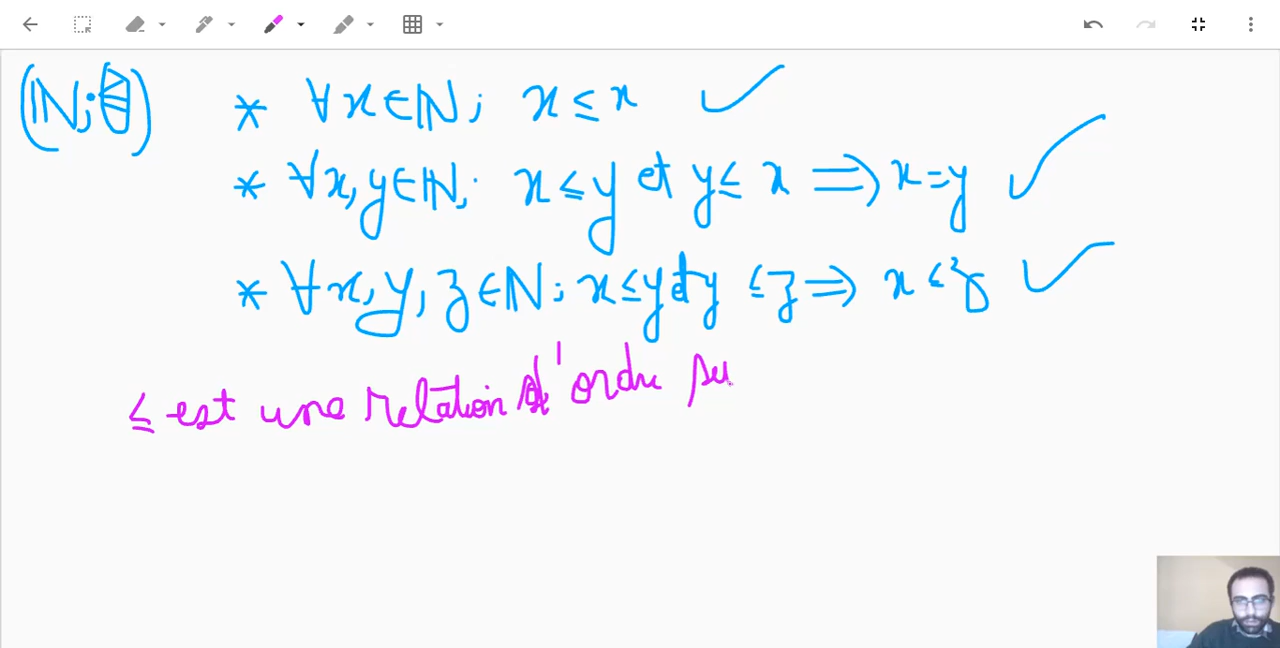 (ℕ; ≤) * ∀x∈ℕ; x ≤ x ✓
* ∀x, y∈ℕ; x ≤ y et y ≤ x ⟹ x = y ✓
* ∀x, y, z ∈ℕ; x ≤ y et y ≤ z ⟹ x ≤ z ✓
≤ est une relation d'ordre su